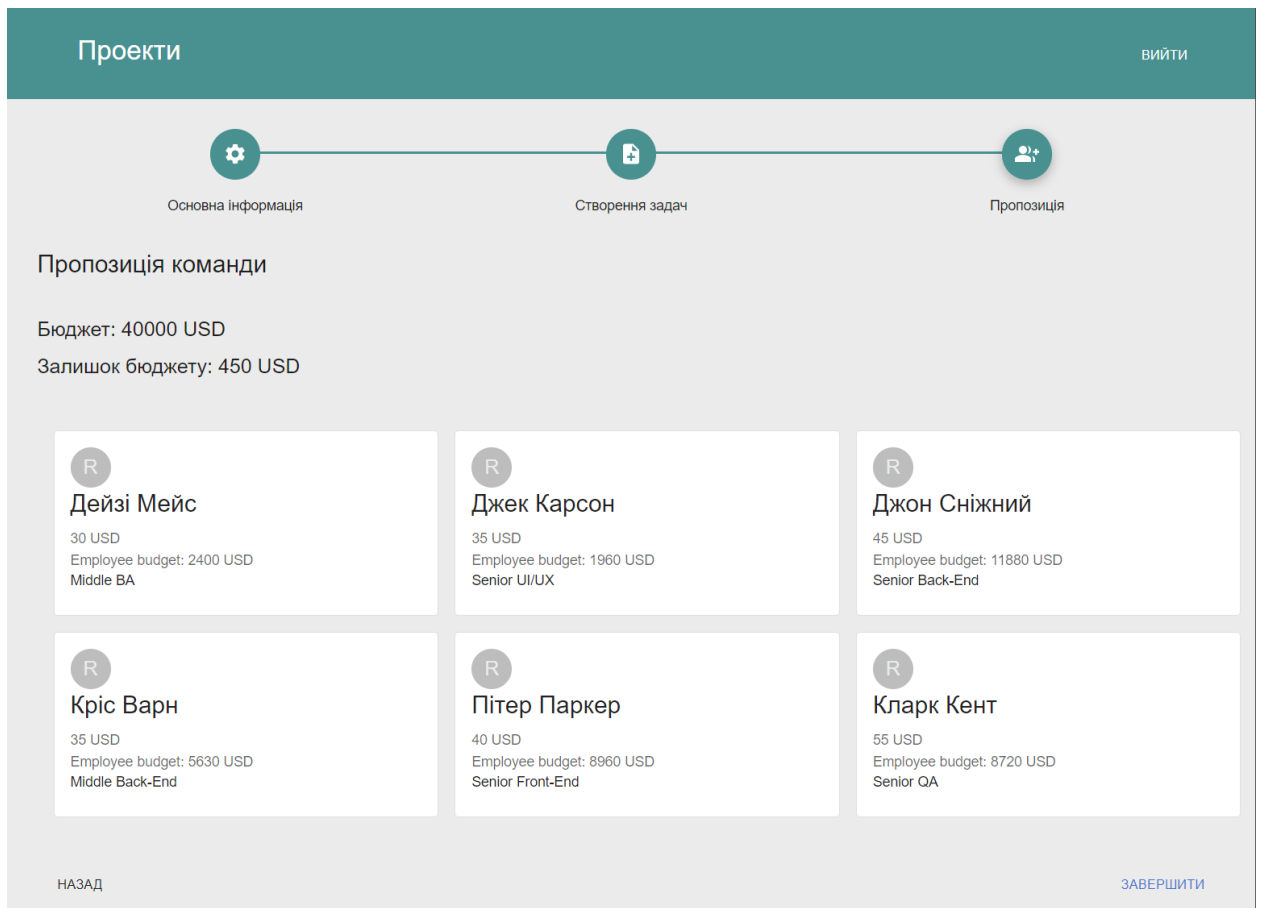 Проекти
ВИЙТИ
Основна інформація
Створення задач
Пропозиція
Пропозиція команди
Бюджет: 40000 USD
Залишок бюджету: 450 USD
R
Дейзі Мейс
30 USD
Employee budget: 2400 USD
Middle BA
R
Джек Карсон
35 USD
Employee budget: 1960 USD
Senior UI/UX
R
Джон Сніжний
45 USD
Employee budget: 11880 USD
Senior Back-End
R
Кріс Варн
35 USD
Employee budget: 5630 USD
Middle Back-End
R
Пітер Паркер
40 USD
Employee budget: 8960 USD
Senior Front-End
R
Кларк Кент
55 USD
Employee budget: 8720 USD
Senior QA
НАЗАД
ЗАВЕРШИТИ